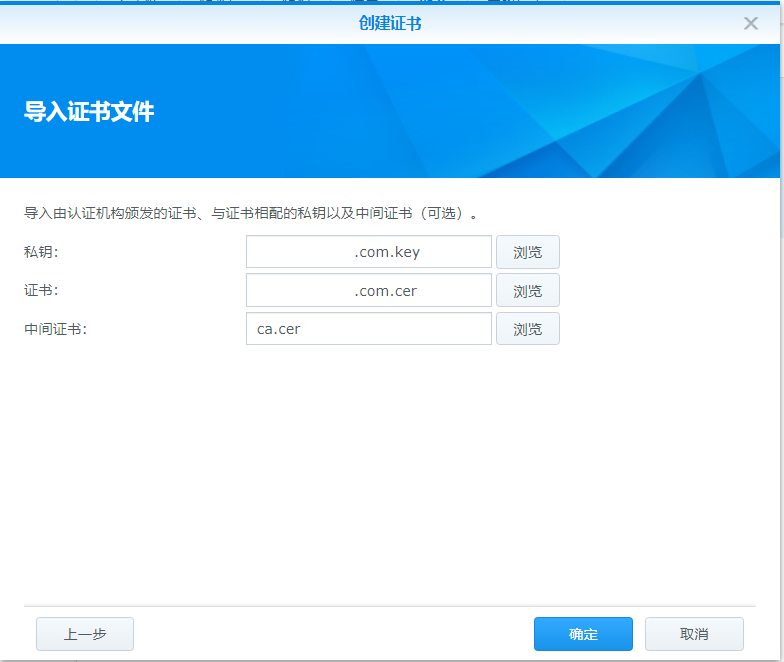 创建证书
导入证书文件
导入由认证机构颁发的证书、与证书相配的私钥以及中间证书（可选）。
私钥: .com.key 浏览
证书: .com.cer 浏览
中间证书: ca.cer 浏览
上一步 确定 取消